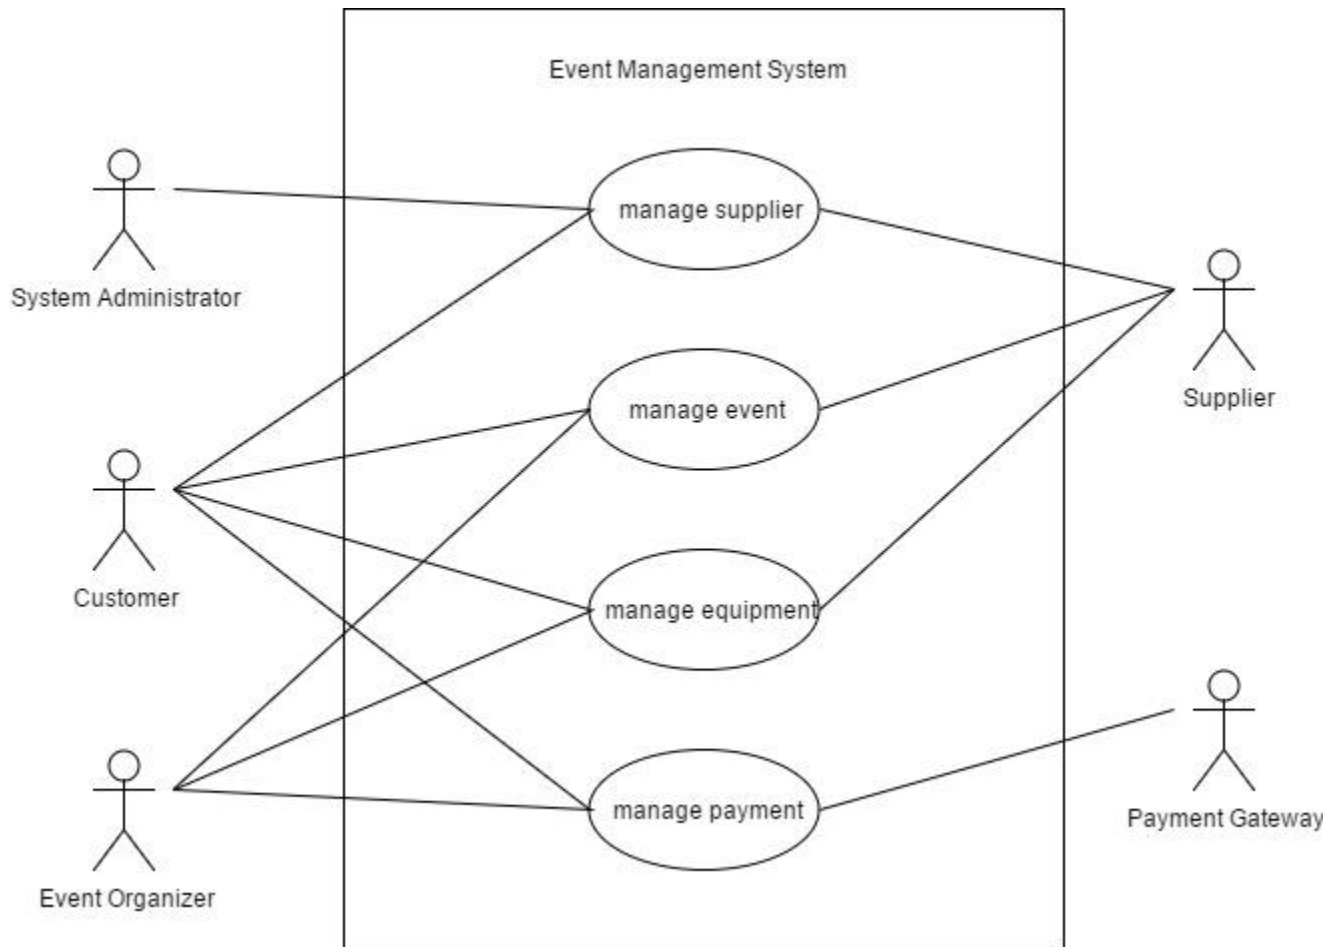 Event Management System
manage supplier
System Administrator
Supplier
manage event
Customer
manage equipment
manage payment
Payment Gateway
Event Organizer